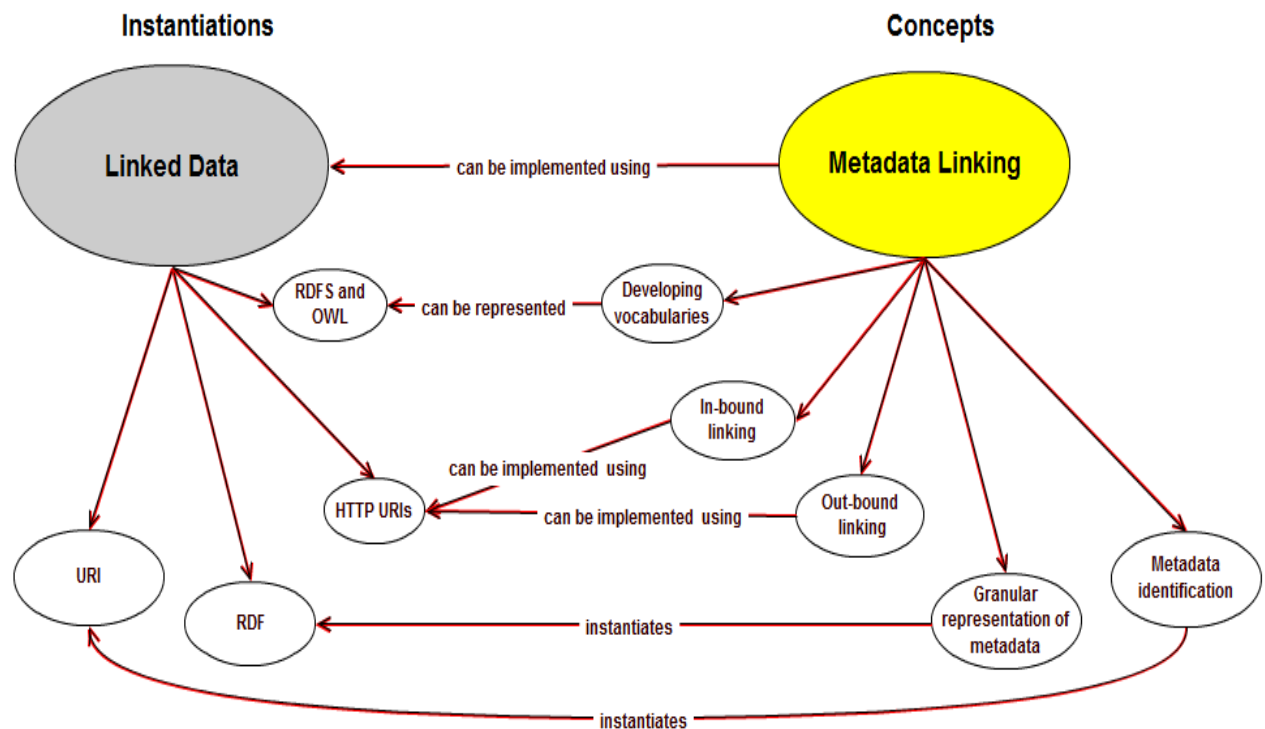 Instantiations
Concepts
Linked Data
can be implemented using
Metadata Linking
RDFS and
OWL
can be represented
Developing
vocabularies
In-bound
linking
can be implemented using
HTTP URIs
can be implemented using
Out-bound
linking
URI
RDF
instantiates
Granular
representation of
metadata
Metadata
identification
instantiates